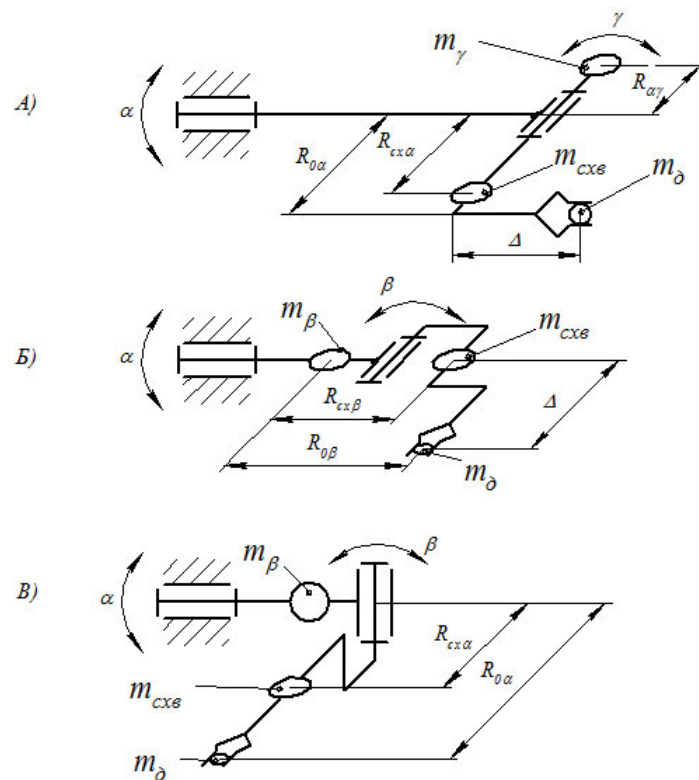 А)
α
γ
m_γ
R_αγ
R_0α
R_схα
m_схв
m_д
Δ
Б)
α
m_β
β
m_схв
R_схβ
R_0β
Δ
m_д
В)
α
m_β
β
R_схα
R_0α
m_схв
m_д